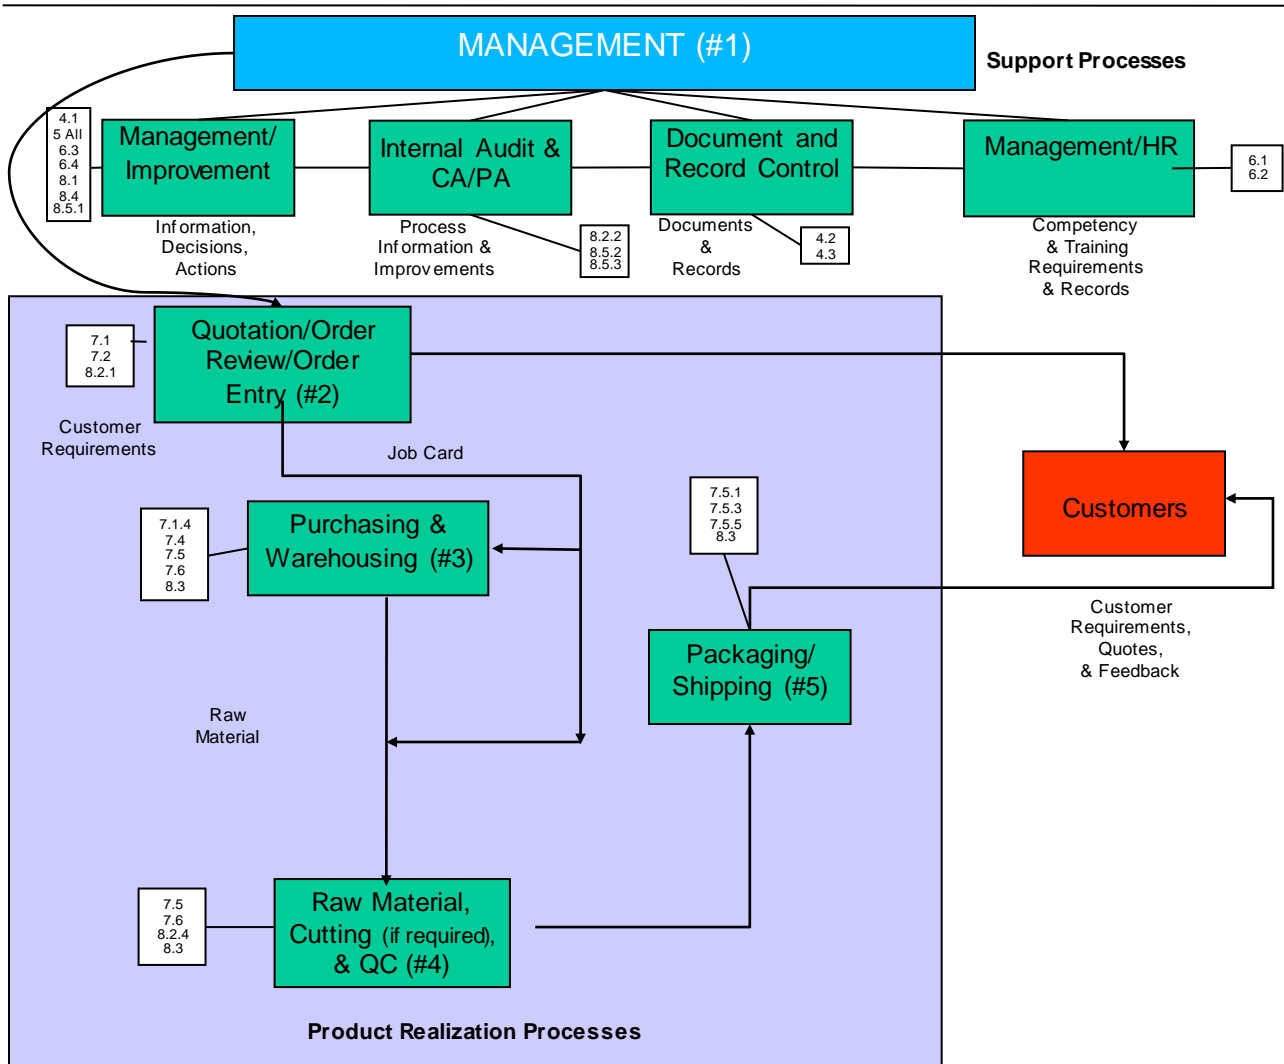 MANAGEMENT (#1)
Support Processes
4.1
5 All
6.3
6.4
8.1
8.4
8.5.1
Management/
Improvement
Internal Audit &
CA/PA
Document and
Record Control
Management/HR
6.1
6.2
Information,
Decisions,
Actions
Process
Information &
Improvements
8.2.2
8.5.2
8.5.3
Documents
&
Records
4.2
4.3
Competency
& Training
Requirements
& Records
7.1
7.2
8.2.1
Quotation/Order
Review/Order
Entry (#2)
Customer
Requirements
Job Card
7.1.4
7.4
7.5
7.6
8.3
Purchasing &
Warehousing (#3)
7.5.1
7.5.3
7.5.5
8.3
Customers
Customer
Requirements,
Quotes,
& Feedback
Packaging/
Shipping (#5)
Raw
Material
7.5
7.6
8.2.4
8.3
Raw Material,
Cutting (if required),
& QC (#4)
Product Realization Processes